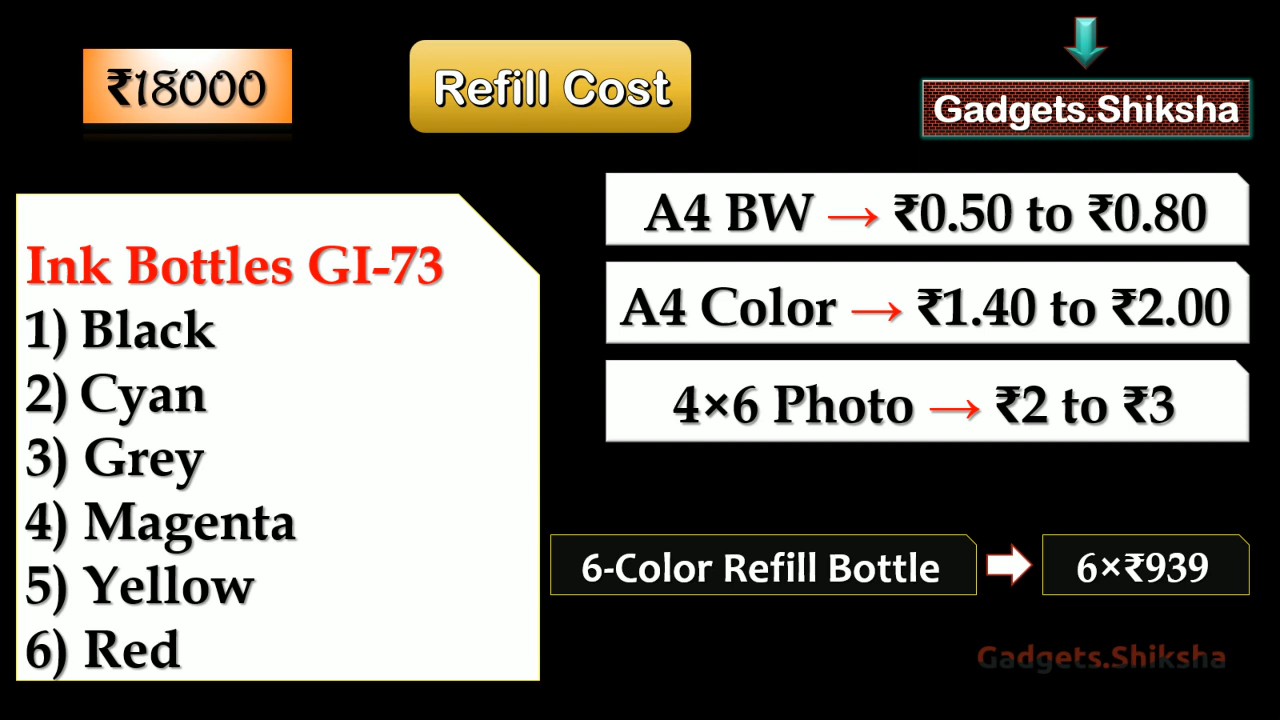 ₹18000
Refill Cost
Gadgets.Shiksha
Ink Bottles GI-73
1) Black
2) Cyan
3) Grey
4) Magenta
5) Yellow
6) Red
A4 BW → ₹0.50 to ₹0.80
A4 Color → ₹1.40 to ₹2.00
4×6 Photo → ₹2 to ₹3
6-Color Refill Bottle
6×₹939
Gadgets.Shiksha